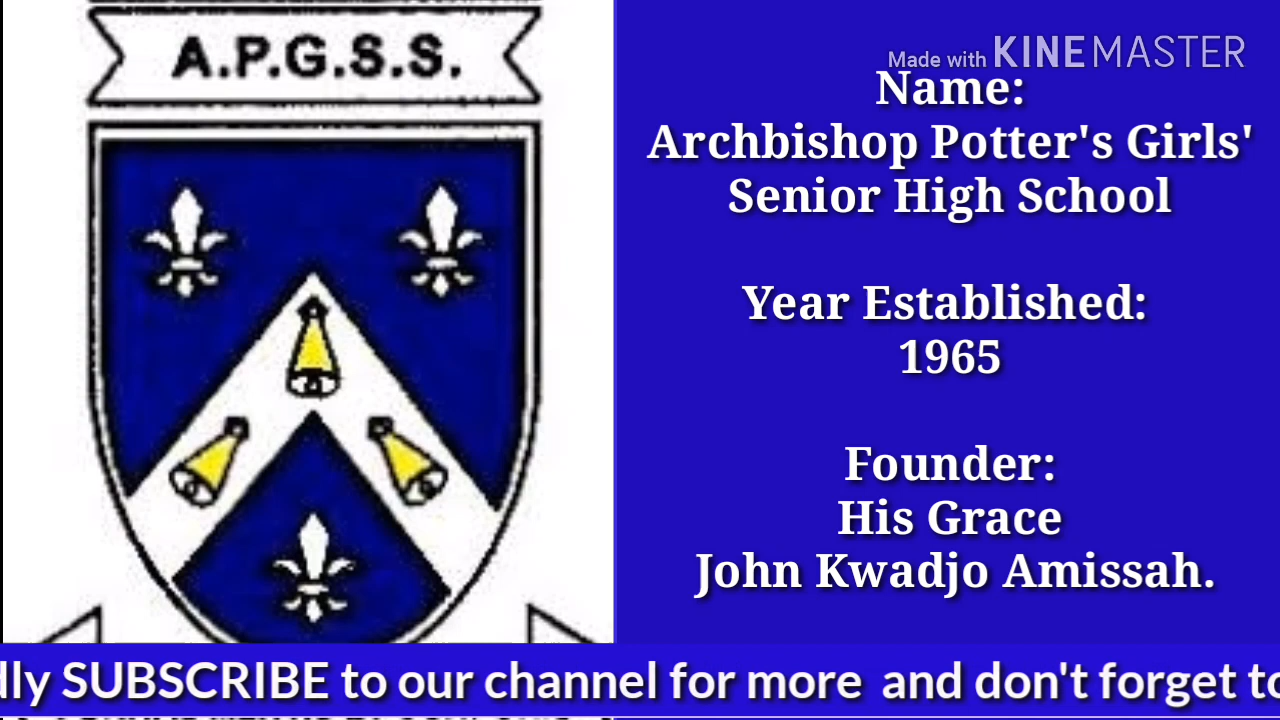 A.P.G.S.S.
Made with KINEMASTER
Name:
Archbishop Potter's Girls'
Senior High School
Year Established:
1965
Founder:
His Grace
John Kwadjo Amissah.
SUBSCRIBE to our channel for more and don't forget